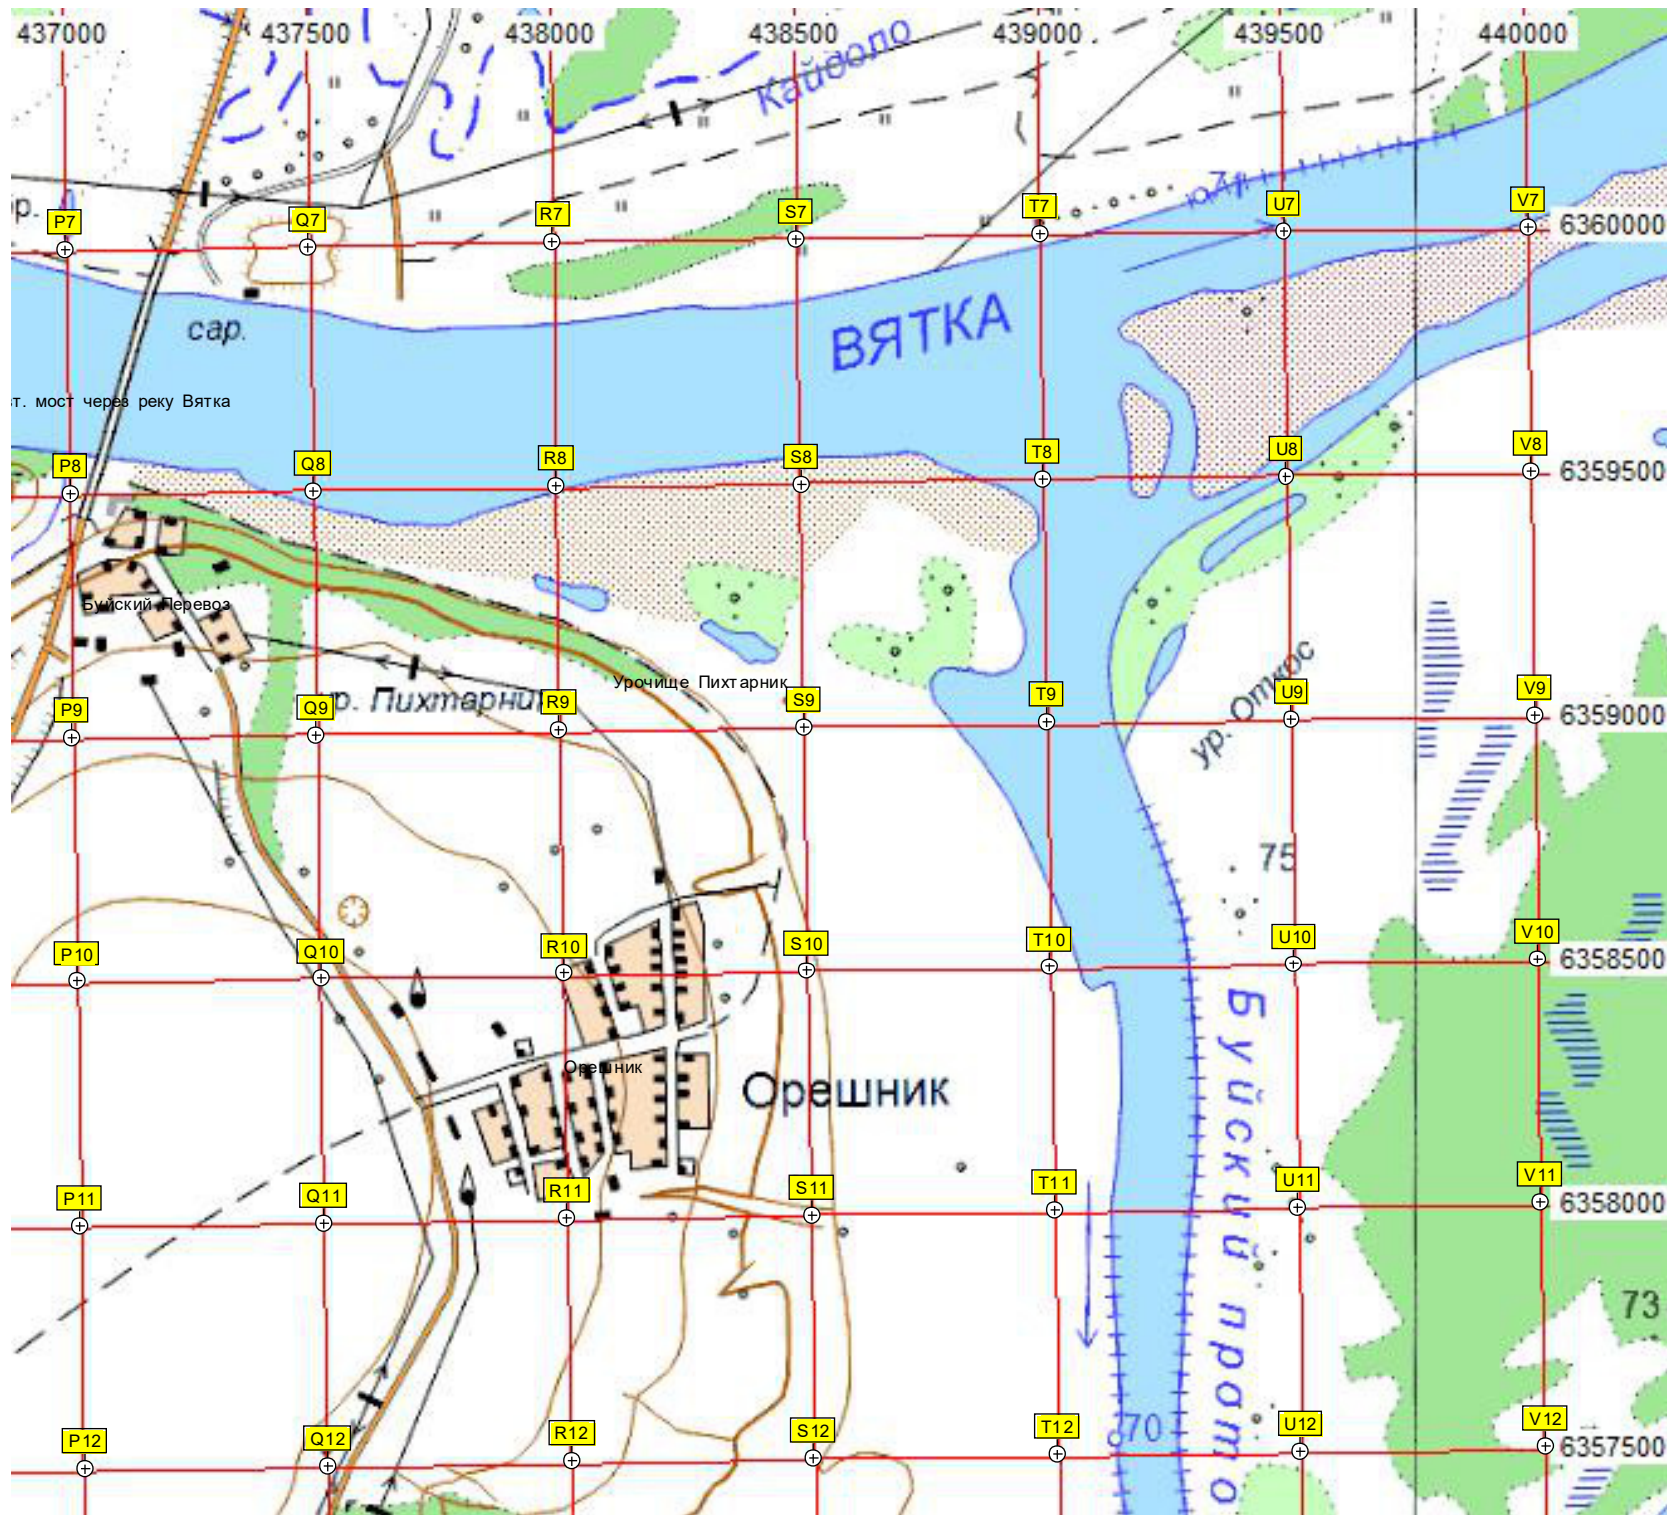 437000 437500 438000 438500 439000 439500 440000
Кайдоло
р.
P7 Q7 R7 S7 T7 U7 V7 6360000
сар.
ВЯТКА
т. мост через реку Вятка
P8 Q8 R8 S8 T8 U8 V8 6359500
Буйский Перевоз
ур. Откос
Урочище Пихтарник
р. Пихтарник
P9 Q9 R9 S9 T9 U9 V9 6359000
75
P10 Q10 R10 S10 T10 U10 V10 6358500
Орешник
Орешник
Буйский прото
P11 Q11 R11 S11 T11 U11 V11 6358000
73
70
P12 Q12 R12 S12 T12 U12 V12 6357500